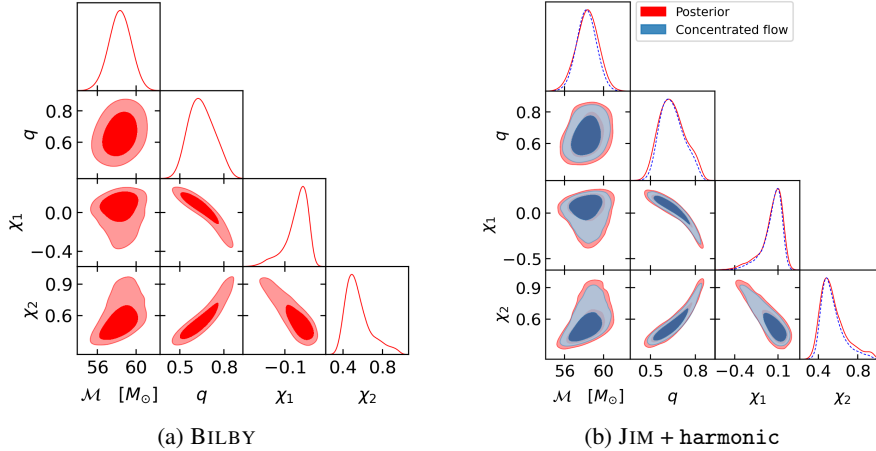 Posterior
Concentrated flow
0.8
0.6
q
0.0
−0.4
χ₁
0.9
0.6
χ₂
56 60
0.5 0.8
−0.1
0.4 0.8
ℳ [M⊙]
q
χ₁
χ₂
(a) BILBY
0.8
0.6
q
0.0
−0.5
χ₁
0.9
0.6
χ₂
56 60
0.5 0.8
−0.4 0.1
0.4 0.8
ℳ [M⊙]
q
χ₁
χ₂
(b) JIM + harmonic